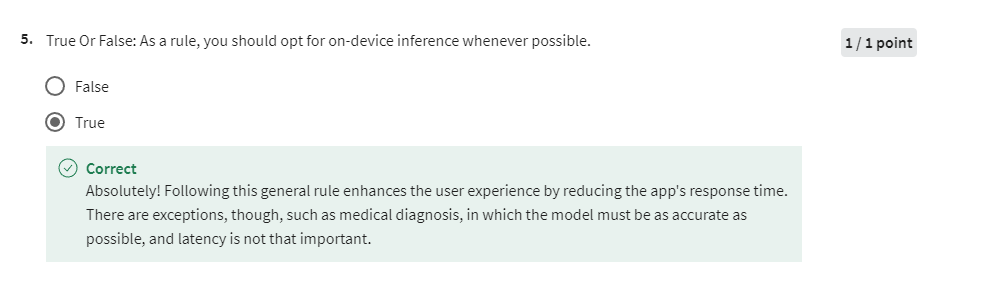 5. True Or False: As a rule, you should opt for on-device inference whenever possible.
1 / 1 point
False
True
Correct
Absolutely! Following this general rule enhances the user experience by reducing the app's response time.
There are exceptions, though, such as medical diagnosis, in which the model must be as accurate as
possible, and latency is not that important.